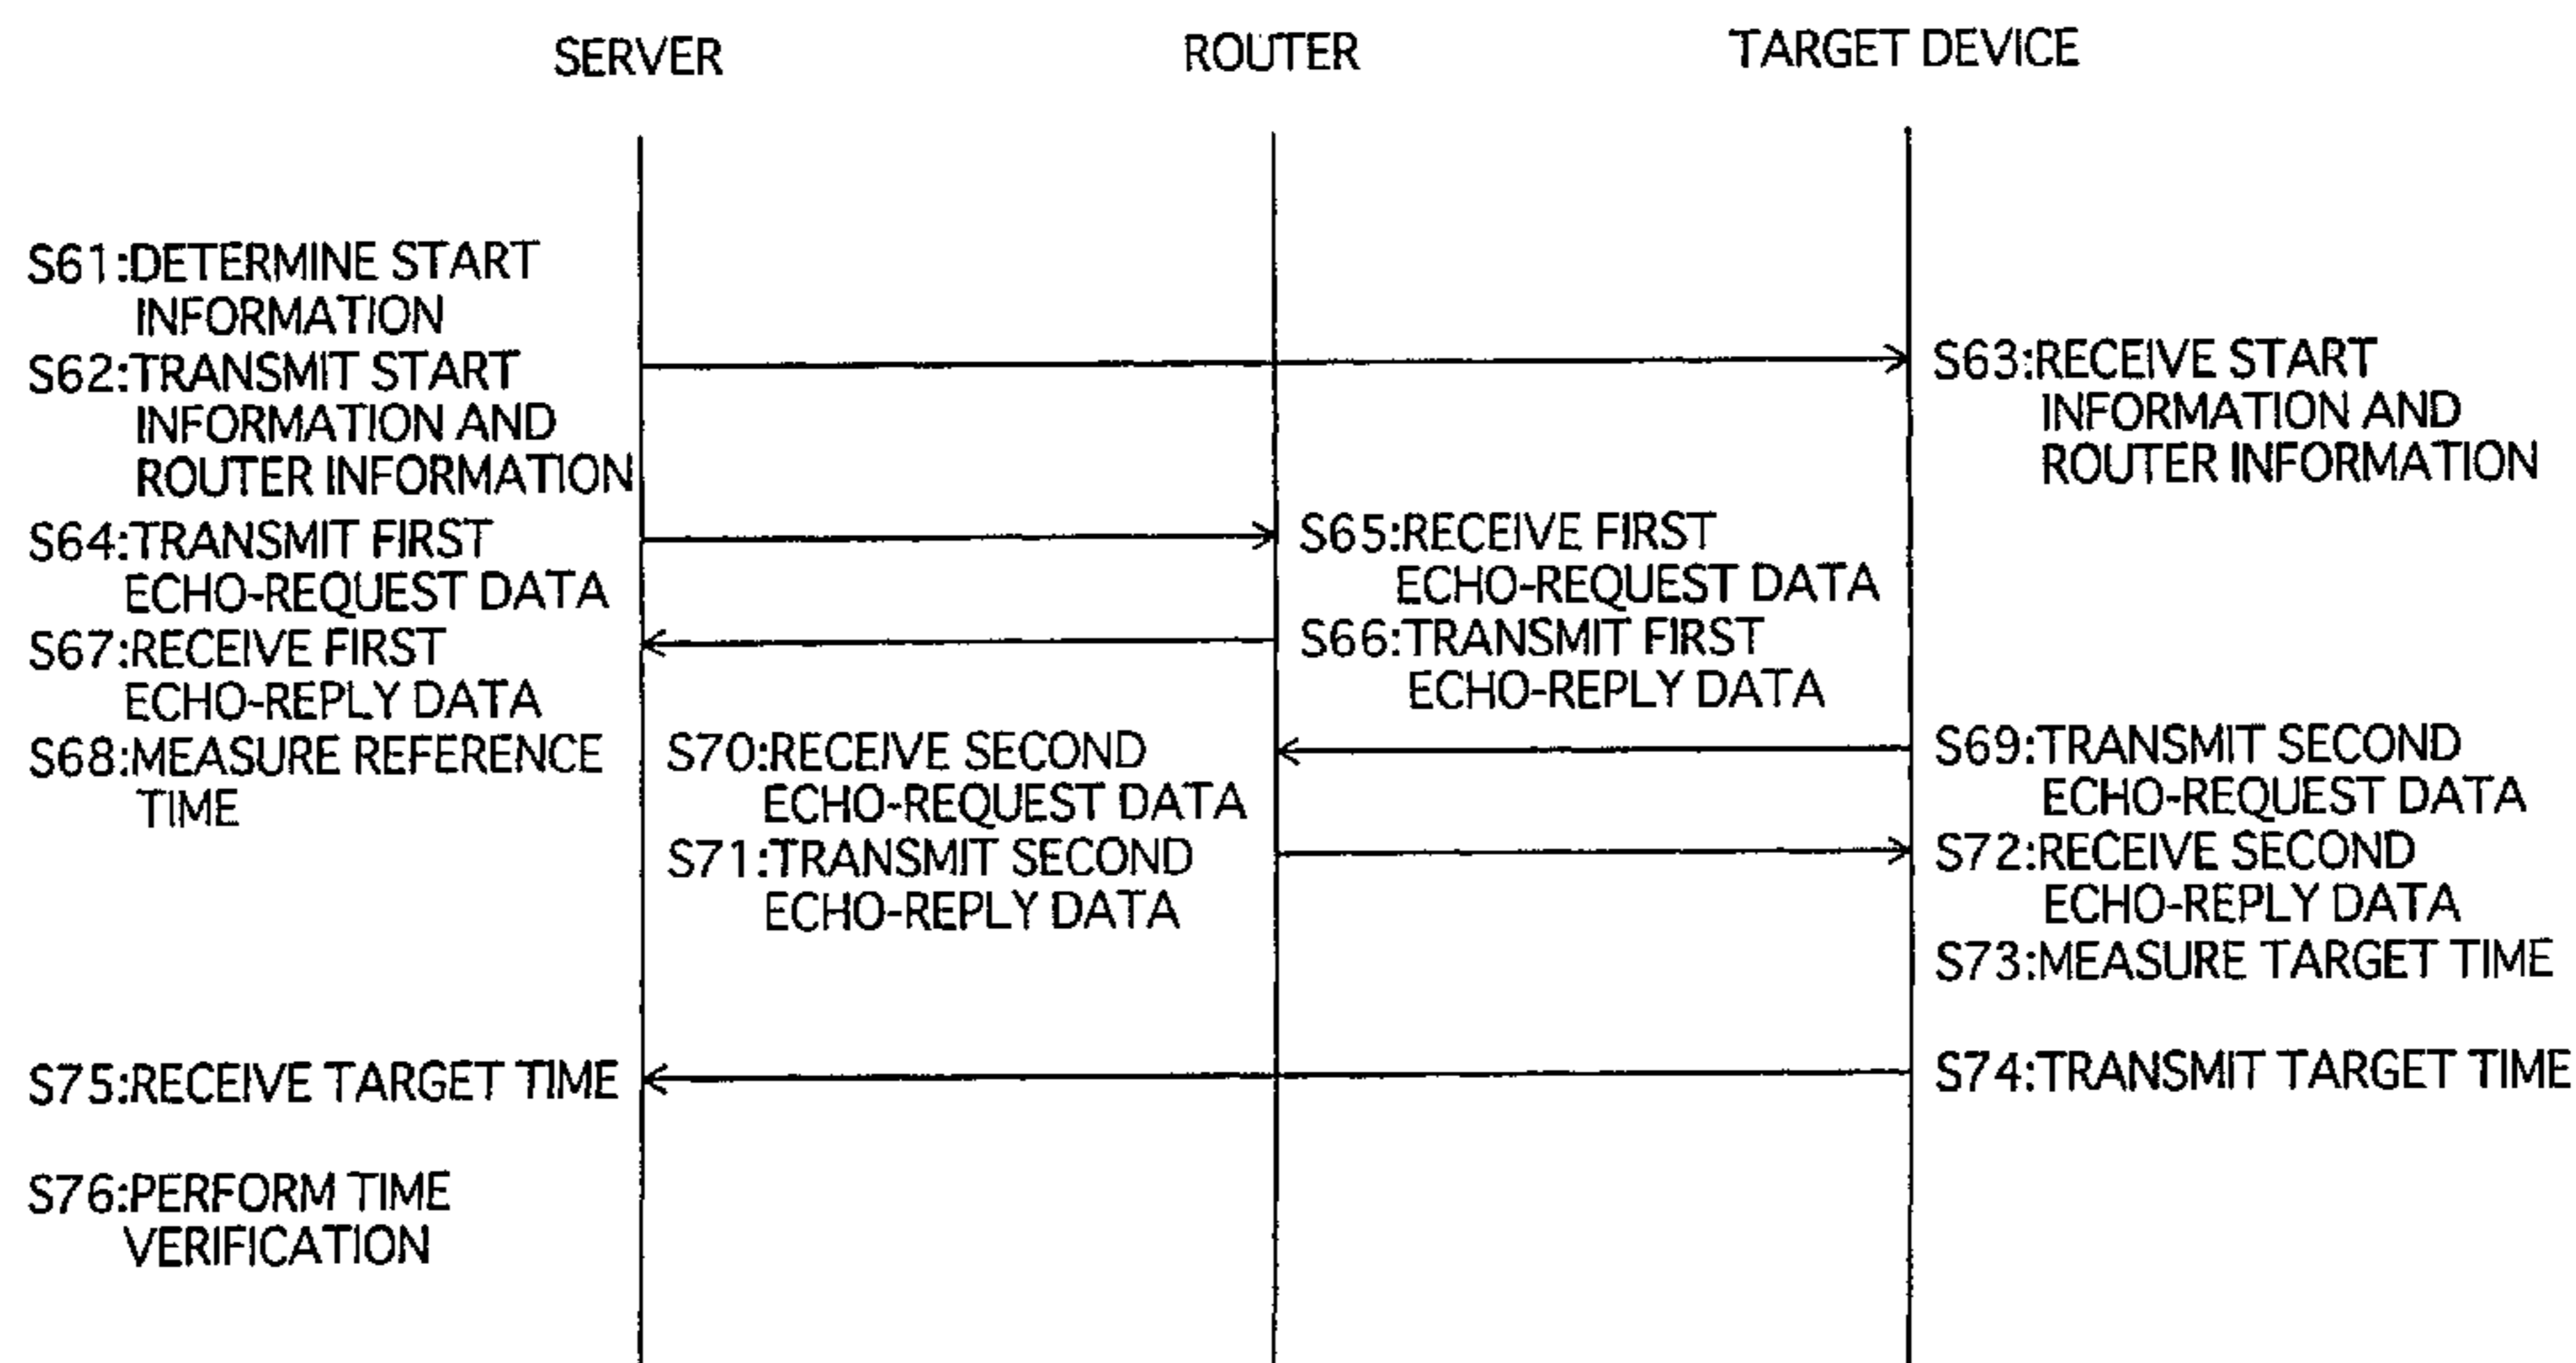 SERVER
ROUTER
TARGET DEVICE
S61:DETERMINE START
INFORMATION
S62:TRANSMIT START
INFORMATION AND
ROUTER INFORMATION
S63:RECEIVE START
INFORMATION AND
ROUTER INFORMATION
S64:TRANSMIT FIRST
ECHO-REQUEST DATA
S65:RECEIVE FIRST
ECHO-REQUEST DATA
S67:RECEIVE FIRST
ECHO-REPLY DATA
S66:TRANSMIT FIRST
ECHO-REPLY DATA
S68:MEASURE REFERENCE
TIME
S70:RECEIVE SECOND
ECHO-REQUEST DATA
S69:TRANSMIT SECOND
ECHO-REQUEST DATA
S71:TRANSMIT SECOND
ECHO-REPLY DATA
S72:RECEIVE SECOND
ECHO-REPLY DATA
S73:MEASURE TARGET TIME
S75:RECEIVE TARGET TIME
S74:TRANSMIT TARGET TIME
S76:PERFORM TIME
VERIFICATION